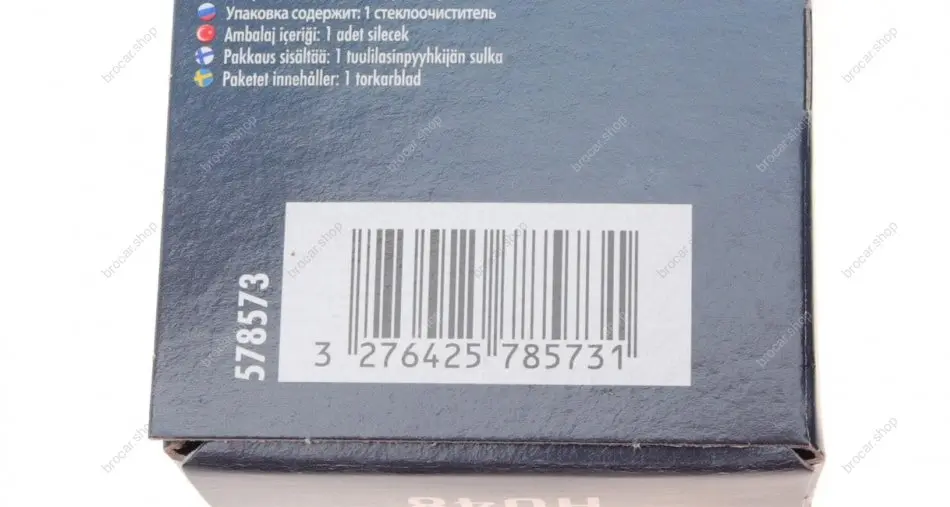 Упаковка содержит: 1 стеклоочиститель
Ambalaj içeriği: 1 adet silecek
Pakkaus sisältää: 1 tuulilasinpyyhkijän sulka
Paketet innehåller: 1 torkarblad
578573
3 276425 785731
HU48
brocar.shop